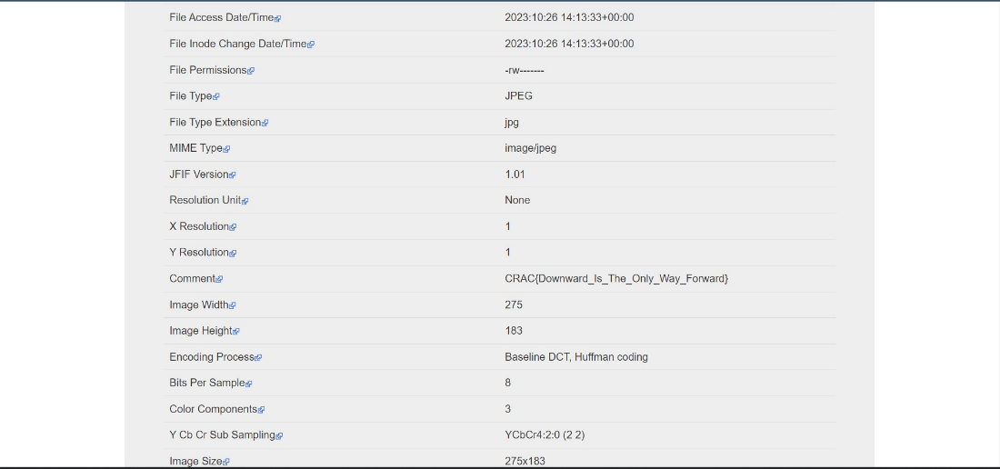 File Access Date/Time 2023:10:26 14:13:33+00:00
File Inode Change Date/Time 2023:10:26 14:13:33+00:00
File Permissions -rw-------
File Type JPEG
File Type Extension jpg
MIME Type image/jpeg
JFIF Version 1.01
Resolution Unit None
X Resolution 1
Y Resolution 1
Comment CRAC{Downward_Is_The_Only_Way_Forward}
Image Width 275
Image Height 183
Encoding Process Baseline DCT, Huffman coding
Bits Per Sample 8
Color Components 3
Y Cb Cr Sub Sampling YCbCr4:2:0 (2 2)
Image Size 275x183